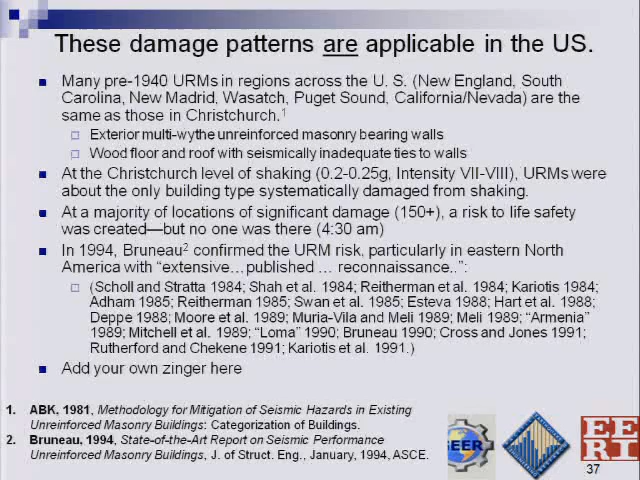 These damage patterns are applicable in the US.
Many pre-1940 URMs in regions across the U. S. (New England, South
Carolina, New Madrid, Wasatch, Puget Sound, California/Nevada) are the
same as those in Christchurch.1
Exterior multi-wythe unreinforced masonry bearing walls
Wood floor and roof with seismically inadequate ties to walls
At the Christchurch level of shaking (0.2-0.25g, Intensity VII-VIII), URMs were
about the only building type systematically damaged from shaking.
At a majority of locations of significant damage (150+), a risk to life safety
was created—but no one was there (4:30 am)
In 1994, Bruneau2 confirmed the URM risk, particularly in eastern North
America with “extensive…published … reconnaissance..”:
(Scholl and Stratta 1984; Shah et al. 1984; Reitherman et al. 1984; Kariotis 1984;
Adham 1985; Reitherman 1985; Swan et al. 1985; Esteva 1988; Hart et al. 1988;
Deppe 1988; Moore et al. 1989; Muria-Vila and Meli 1989; Meli 1989; “Armenia”
1989; Mitchell et al. 1989; “Loma” 1990; Bruneau 1990; Cross and Jones 1991;
Rutherford and Chekene 1991; Kariotis et al. 1991.)
Add your own zinger here
1. ABK, 1981, Methodology for Mitigation of Seismic Hazards in Existing
Unreinforced Masonry Buildings: Categorization of Buildings.
2. Bruneau, 1994, State-of-the-Art Report on Seismic Performance
Unreinforced Masonry Buildings, J. of Struct. Eng., January, 1994, ASCE.
GEER
EE
RI
37